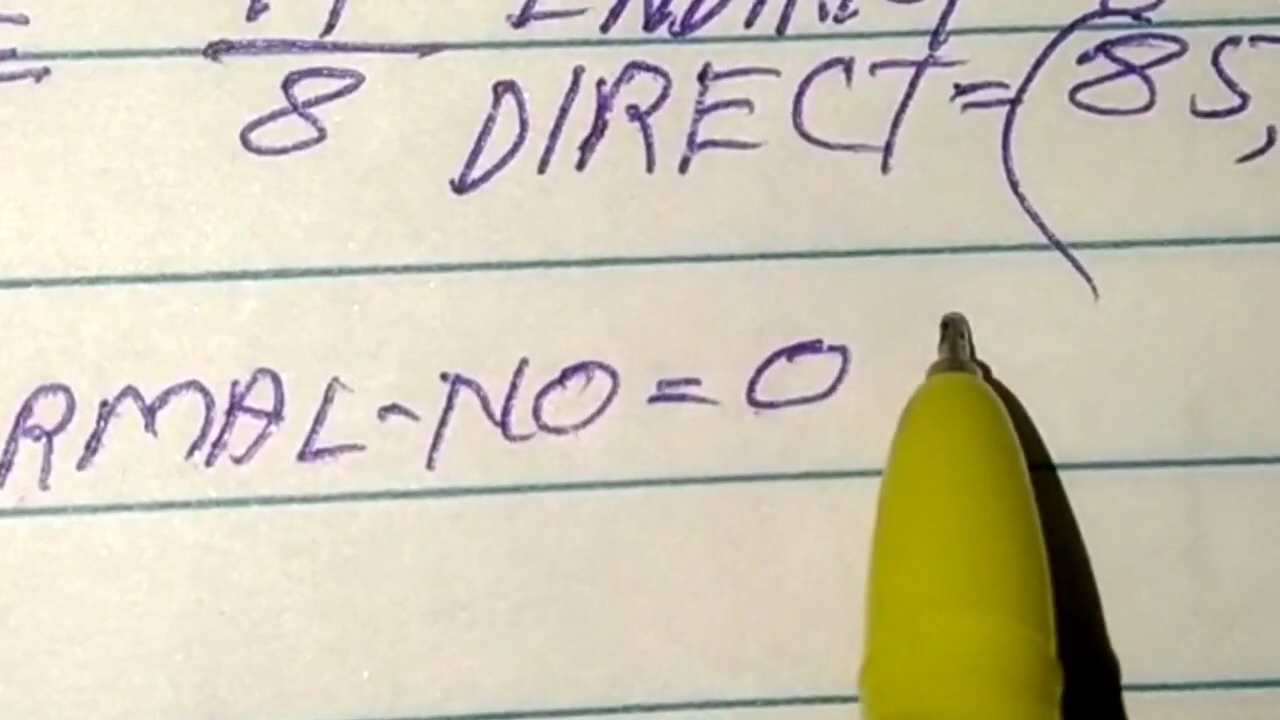 8 DIRECT = (85,
RMAL-NO = 0